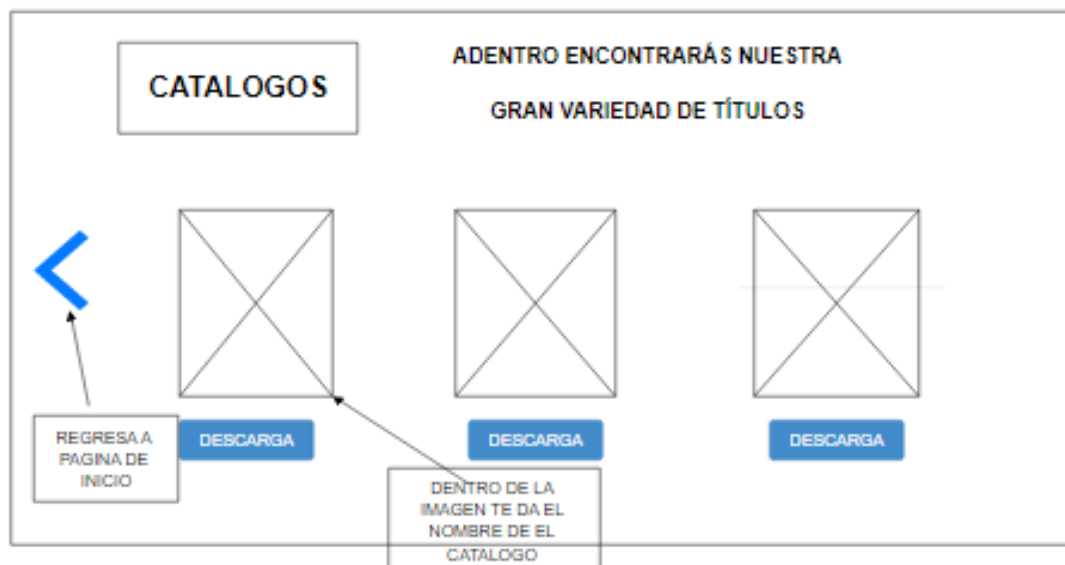 CATALOGOS
ADENTRO ENCONTRARÁS NUESTRA
GRAN VARIEDAD DE TÍTULOS
REGRESA A
PAGINA DE
INICIO
DESCARGA
DESCARGA
DESCARGA
DENTRO DE LA
IMAGEN TE DA EL
NOMBRE DE EL
CATALOGO